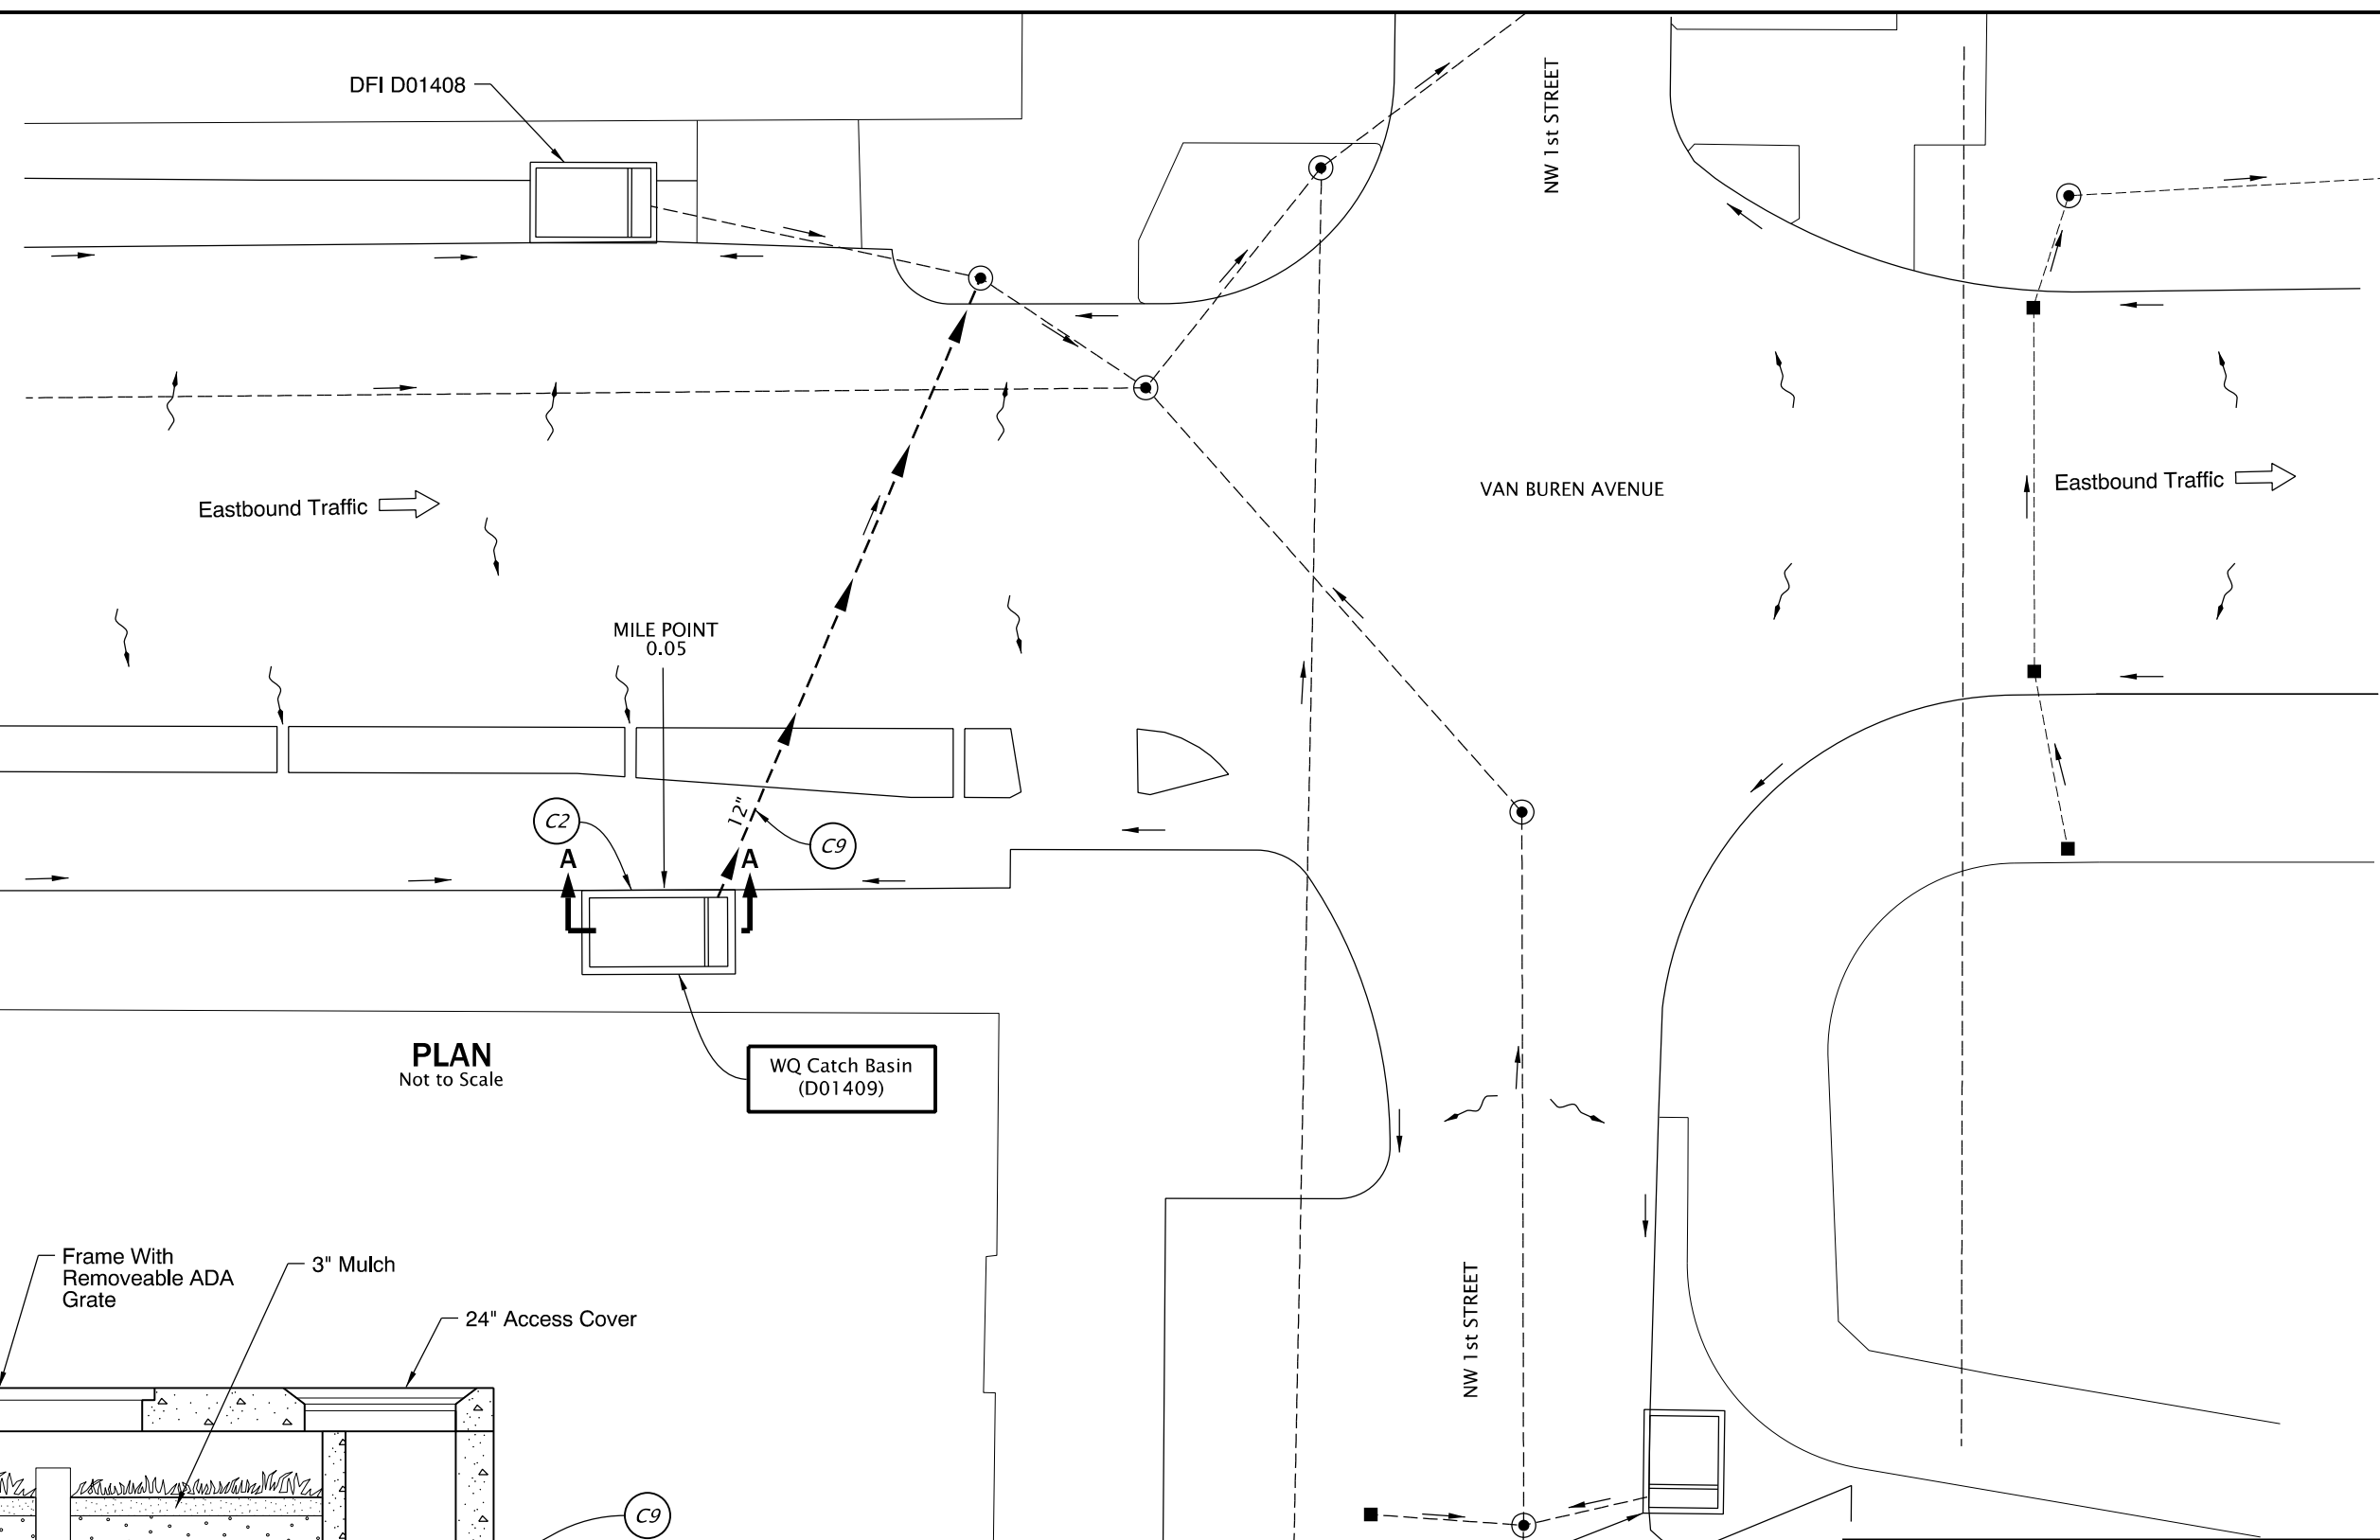 DFI D01408
NW 1st STREET
Eastbound Traffic
VAN BUREN AVENUE
Eastbound Traffic
MILE POINT
0.05
12"
C2
C9
A
A
PLAN
Not to Scale
WQ Catch Basin
(D01409)
NW 1st STREET
Frame With
Removeable ADA
Grate
3" Mulch
24" Access Cover
C9